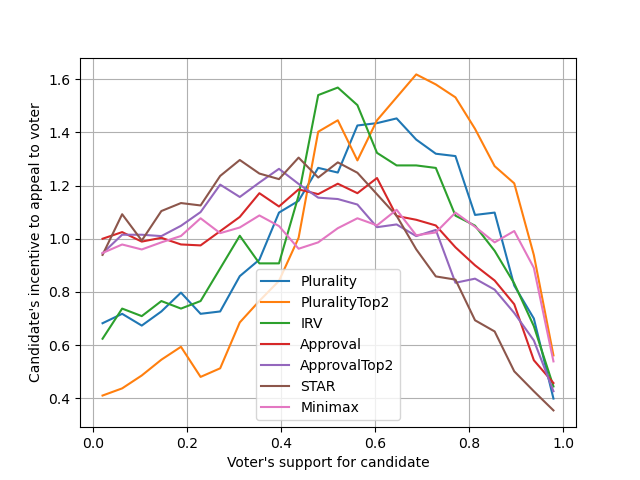 Candidate's incentive to appeal to voter
1.6
1.4
1.2
1.0
0.8
0.6
0.4
Plurality
PluralityTop2
IRV
Approval
ApprovalTop2
STAR
Minimax
0.0 0.2 0.4 0.6 0.8 1.0
Voter's support for candidate